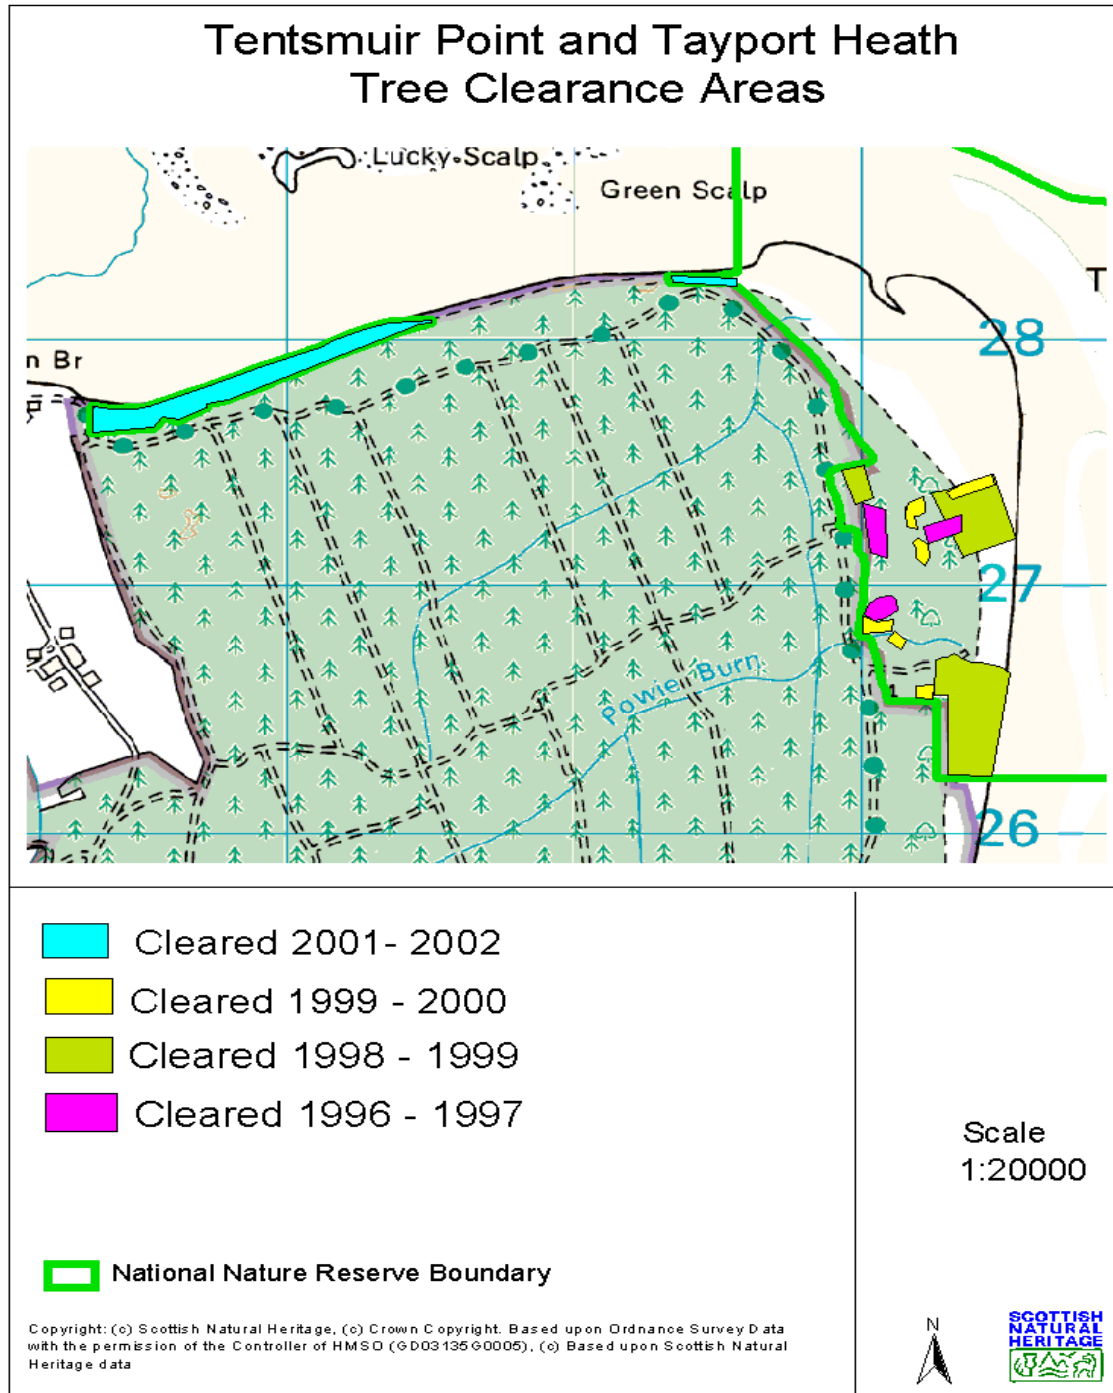 Tentsmuir Point and Tayport Heath
Tree Clearance Areas
Lucky Scalp
Green Scalp
T
28
n Br
27
Powie Burn
1
26
Cleared 2001- 2002
Cleared 1999 - 2000
Cleared 1998 - 1999
Cleared 1996 - 1997
Scale
1:20000
National Nature Reserve Boundary
Copyright: (c) Scottish Natural Heritage, (c) Crown Copyright. Based upon Ordnance Survey Data
with the permission of the Controller of HMSO (GD03135G0005), (c) Based upon Scottish Natural
Heritage data
N
SCOTTISH
NATURAL
HERITAGE